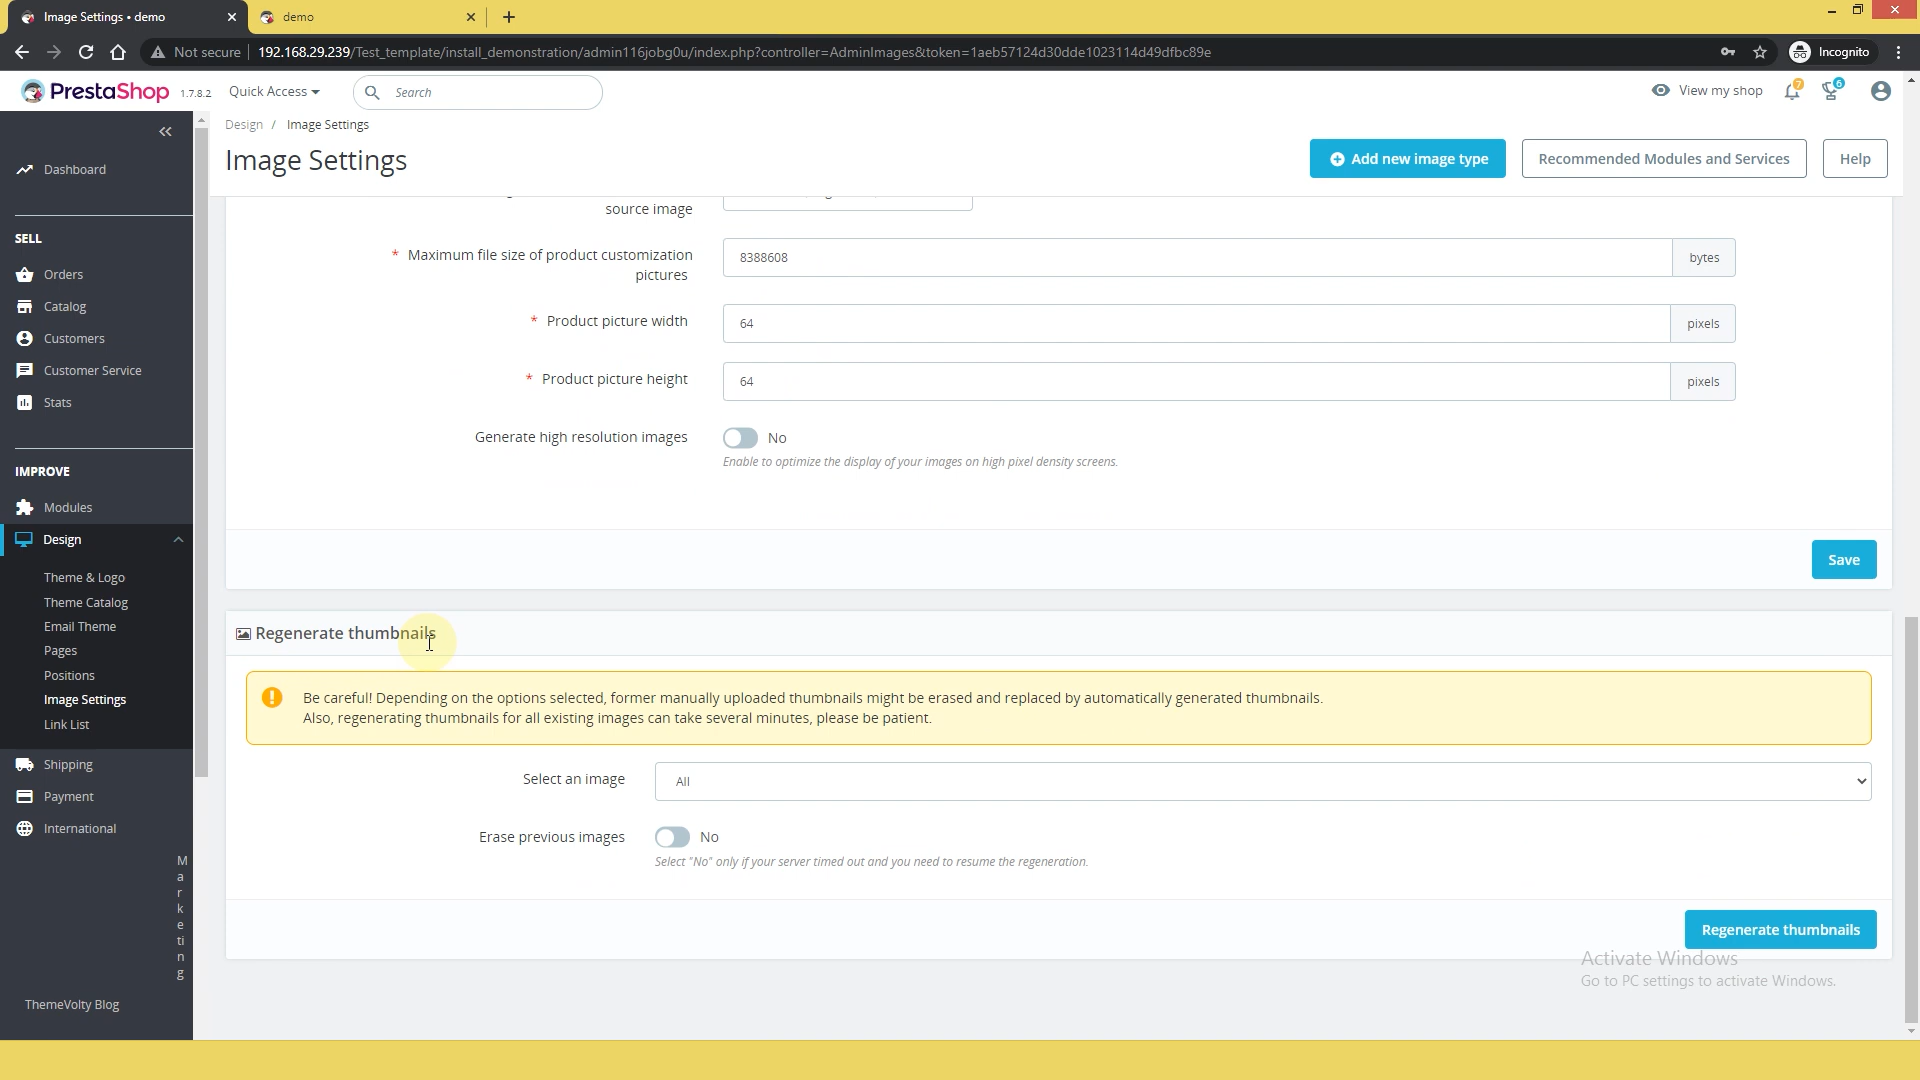 Image Settings • demo
demo
Not secure
192.168.29.239/Test_template/install_demonstration/admin116jobg0u/index.php?controller=AdminImages&token=1aeb57124d30dde1023114d49dfbc89e
Incognito
PrestaShop 1.7.8.2
Quick Access
Search
View my shop
7
6
Design / Image Settings
Image Settings
Add new image type
Recommended Modules and Services
Help
Dashboard
SELL
Orders
Catalog
Customers
Customer Service
Stats
IMPROVE
Modules
Design
Theme & Logo
Theme Catalog
Email Theme
Pages
Positions
Image Settings
Link List
Shipping
Payment
International
Marketing
ThemeVolty Blog
source image
* Maximum file size of product customization
pictures
8388608
bytes
* Product picture width
64
pixels
* Product picture height
64
pixels
Generate high resolution images
No
Enable to optimize the display of your images on high pixel density screens.
Save
Regenerate thumbnails
Be careful! Depending on the options selected, former manually uploaded thumbnails might be erased and replaced by automatically generated thumbnails.
Also, regenerating thumbnails for all existing images can take several minutes, please be patient.
Select an image
All
Erase previous images
No
Select "No" only if your server timed out and you need to resume the regeneration.
Regenerate thumbnails
Activate Windows
Go to PC settings to activate Windows.